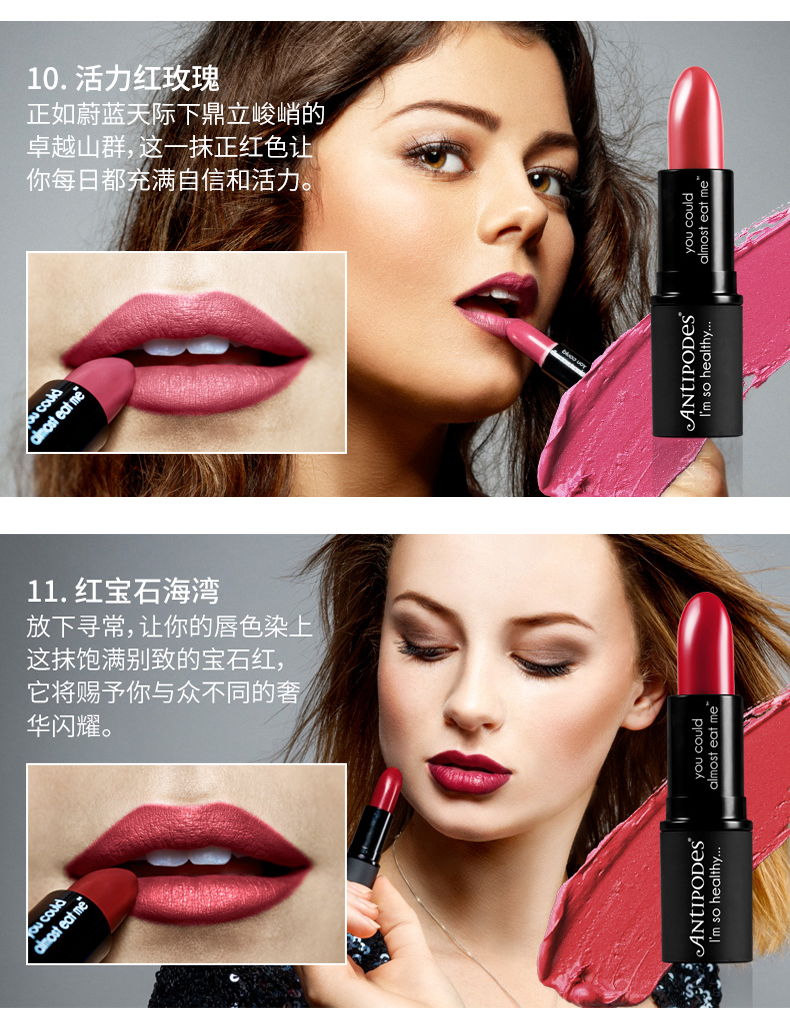 10. 活力红玫瑰
正如蔚蓝天际下鼎立峻峭的
卓越山群，这一抹正红色让
你每日都充满自信和活力。
you could
almost eat me™
ANTIPODES®
I'm so healthy...
you could
almost eat me™
11. 红宝石海湾
放下寻常，让你的唇色染上
这抹饱满别致的宝石红，
它将赐予你与众不同的奢
华闪耀。
you could
almost eat me™
ANTIPODES®
I'm so healthy...
you could
almost eat me™